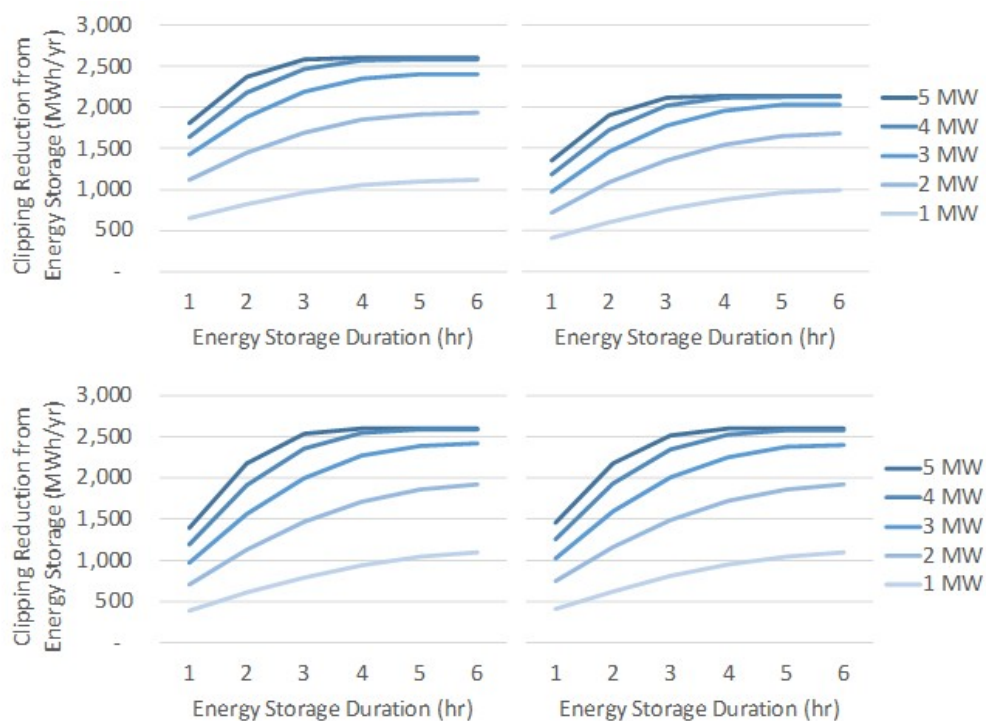 Clipping Reduction from
Energy Storage (MWh/yr)
3,000
2,500
2,000
1,500
1,000
500
-
1 2 3 4 5 6
Energy Storage Duration (hr)
1 2 3 4 5 6
Energy Storage Duration (hr)
5 MW
4 MW
3 MW
2 MW
1 MW
Clipping Reduction from
Energy Storage (MWh/yr)
3,000
2,500
2,000
1,500
1,000
500
-
1 2 3 4 5 6
Energy Storage Duration (hr)
1 2 3 4 5 6
Energy Storage Duration (hr)
5 MW
4 MW
3 MW
2 MW
1 MW